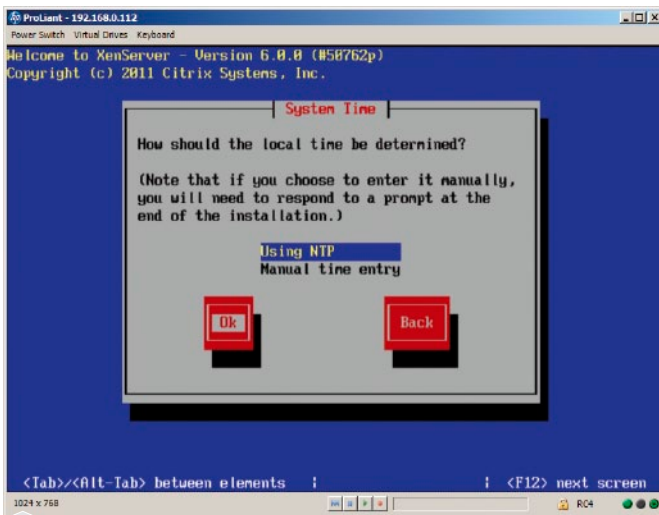 ProLiant - 192.168.0.112
Power Switch Virtual Drives Keyboard
Welcome to XenServer - Version 6.0.0 (#50762p)
Copyright (c) 2011 Citrix Systems, Inc.
System Time
How should the local time be determined?
(Note that if you choose to enter it manually,
you will need to respond to a prompt at the
end of the installation.)
Using NTP
Manual time entry
Ok Back
<Tab>/<Alt-Tab> between elements | | <F12> next screen
1024 x 768 RC4